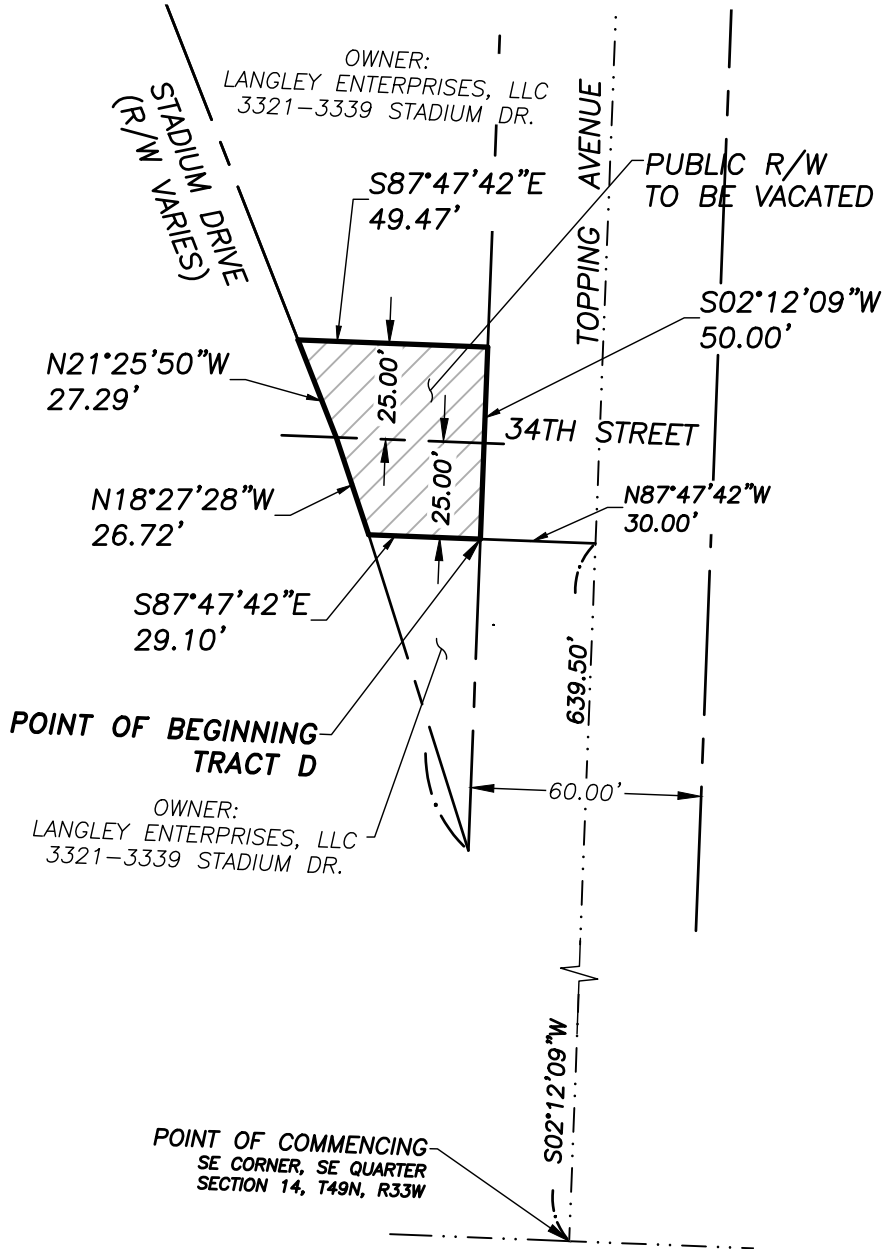 OWNER:
LANGLEY ENTERPRISES, LLC
3321-3339 STADIUM DR.
STADIUM DRIVE
(R/W VARIES)
TOPPING AVENUE
PUBLIC R/W
TO BE VACATED
S87°47'42"E
49.47'
S02°12'09"W
50.00'
N21°25'50"W
27.29'
25.00'
34TH STREET
25.00'
N87°47'42"W
30.00'
N18°27'28"W
26.72'
S87°47'42"E
29.10'
639.50'
POINT OF BEGINNING
TRACT D
60.00'
OWNER:
LANGLEY ENTERPRISES, LLC
3321-3339 STADIUM DR.
S02°12'09"W
POINT OF COMMENCING
SE CORNER, SE QUARTER
SECTION 14, T49N, R33W